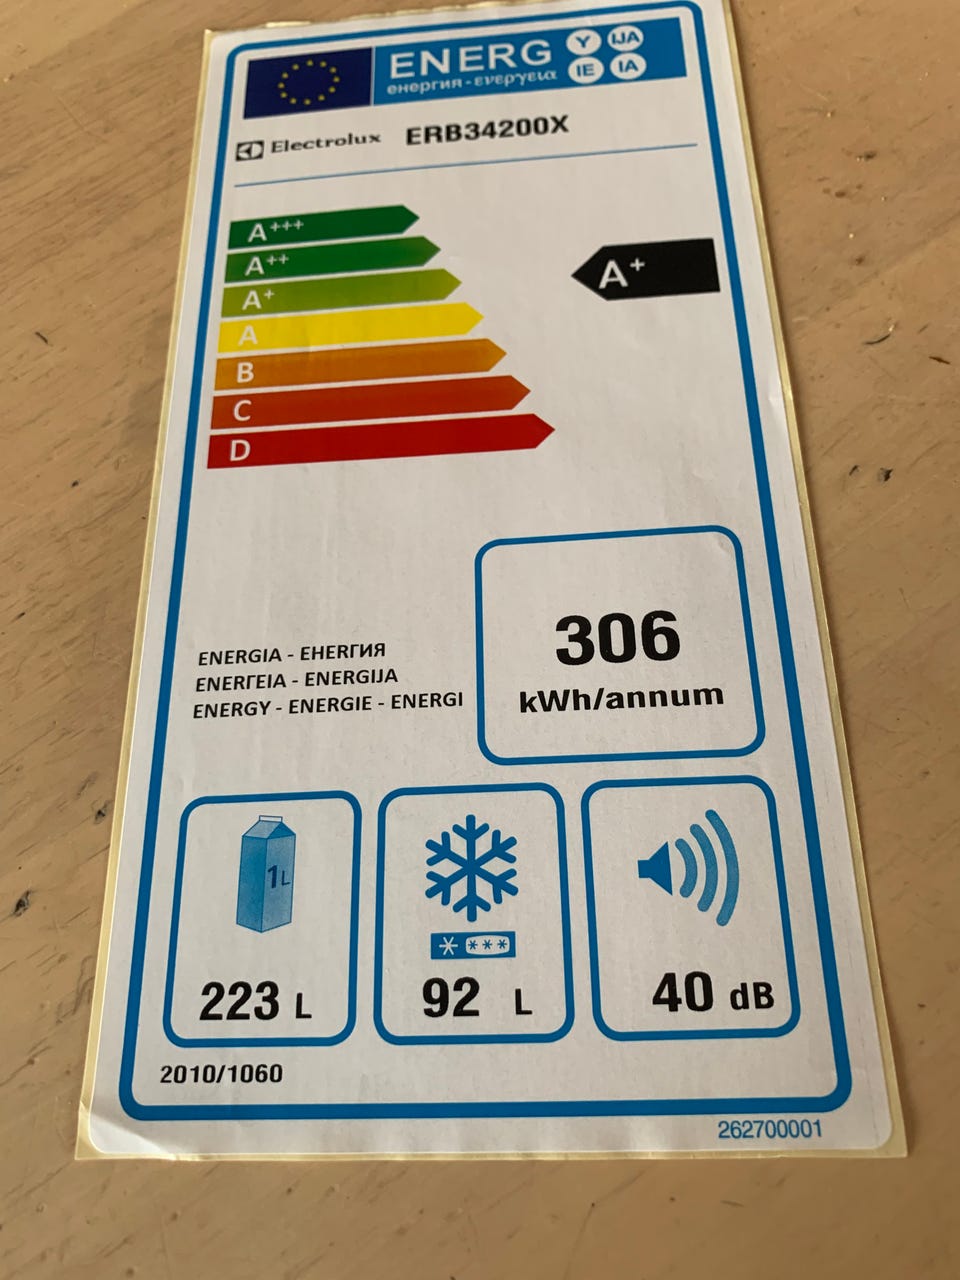 ENERG Y IJA
енергия - ενεργεια IE IA
Electrolux ERB34200X
A+++
A++
A+
A
B
C
D
A+
306
kWh/annum
ENERGIA - ЕНЕРГИЯ
ΕΝΕΡΓΕΙΑ - ENERGIJA
ENERGY - ENERGIE - ENERGI
1L
223 L
92 L
40 dB
2010/1060
262700001